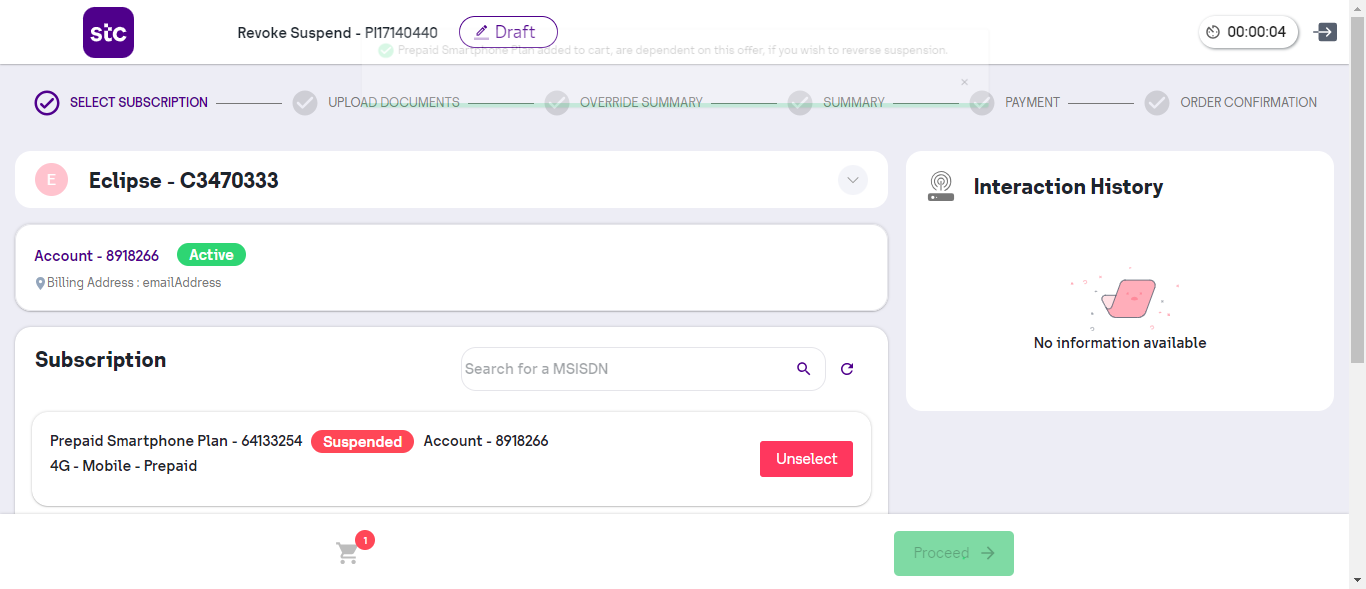 stc
Revoke Suspend - PI17140440
Draft
Prepaid Smartphone Plan added to cart, are dependent on this offer, if you wish to reverse suspension.
×
00:00:04
SELECT SUBSCRIPTION
UPLOAD DOCUMENTS
OVERRIDE SUMMARY
SUMMARY
PAYMENT
ORDER CONFIRMATION
E
Eclipse - C3470333
Account - 8918266 Active
Billing Address : emailAddress
Subscription
Search for a MSISDN
Prepaid Smartphone Plan - 64133254 Suspended Account - 8918266
4G - Mobile - Prepaid
Unselect
Interaction History
No information available
1
Proceed